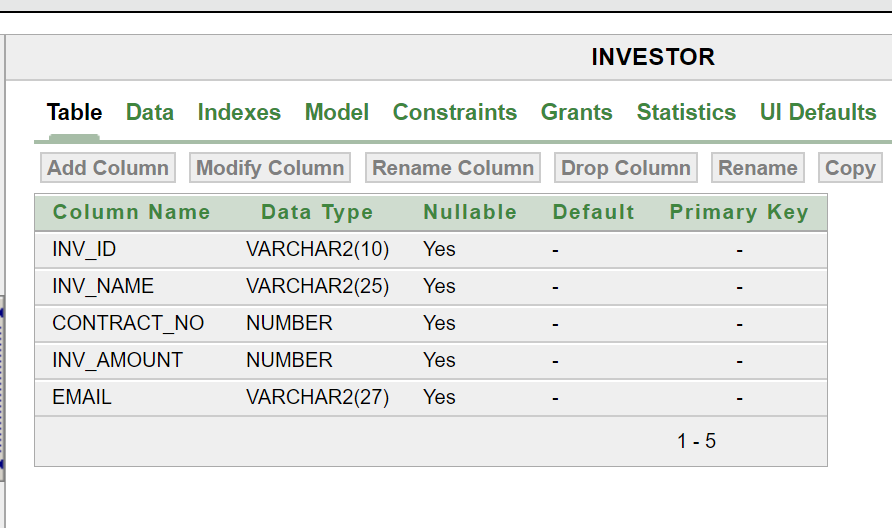 INVESTOR
Table Data Indexes Model Constraints Grants Statistics UI Defaults
Add Column Modify Column Rename Column Drop Column Rename Copy
Column Name Data Type Nullable Default Primary Key
INV_ID VARCHAR2(10) Yes - -
INV_NAME VARCHAR2(25) Yes - -
CONTRACT_NO NUMBER Yes - -
INV_AMOUNT NUMBER Yes - -
EMAIL VARCHAR2(27) Yes - -
1 - 5